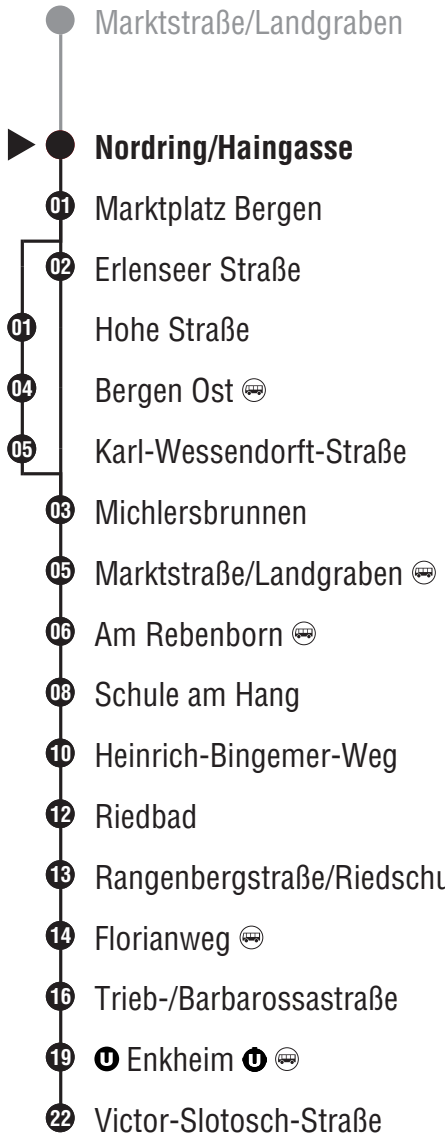 Marktstraße/Landgraben
Nordring/Haingasse
01 Marktplatz Bergen
02 Erlenseer Straße
01 Hohe Straße
04 Bergen Ost
05 Karl-Wessendorft-Straße
03 Michlersbrunnen
05 Marktstraße/Landgraben
06 Am Rebenborn
08 Schule am Hang
10 Heinrich-Bingemer-Weg
12 Riedbad
13 Rangenbergstraße/Riedschu
14 Florianweg
16 Trieb-/Barbarossastraße
19 U Enkheim U
22 Victor-Slotosch-Straße